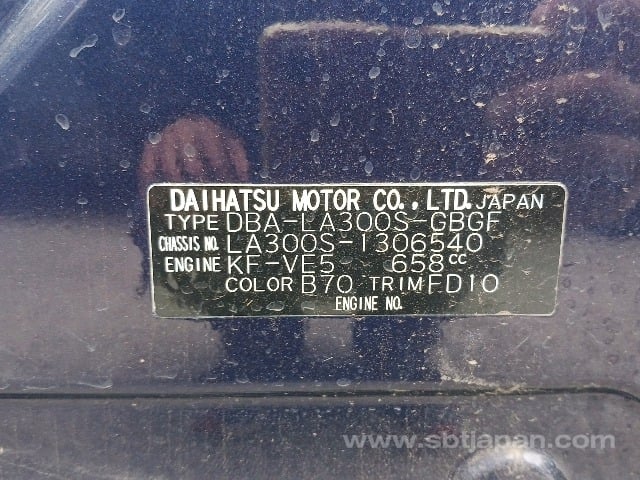 DAIHATSU MOTOR CO., LTD. JAPAN
TYPE DBA-LA300S-GBGF
CHASSIS NO. LA300S-1306540
ENGINE KF-VE5 658CC
COLOR B70 TRIM FD10
ENGINE NO.
www.sbtjapan.com